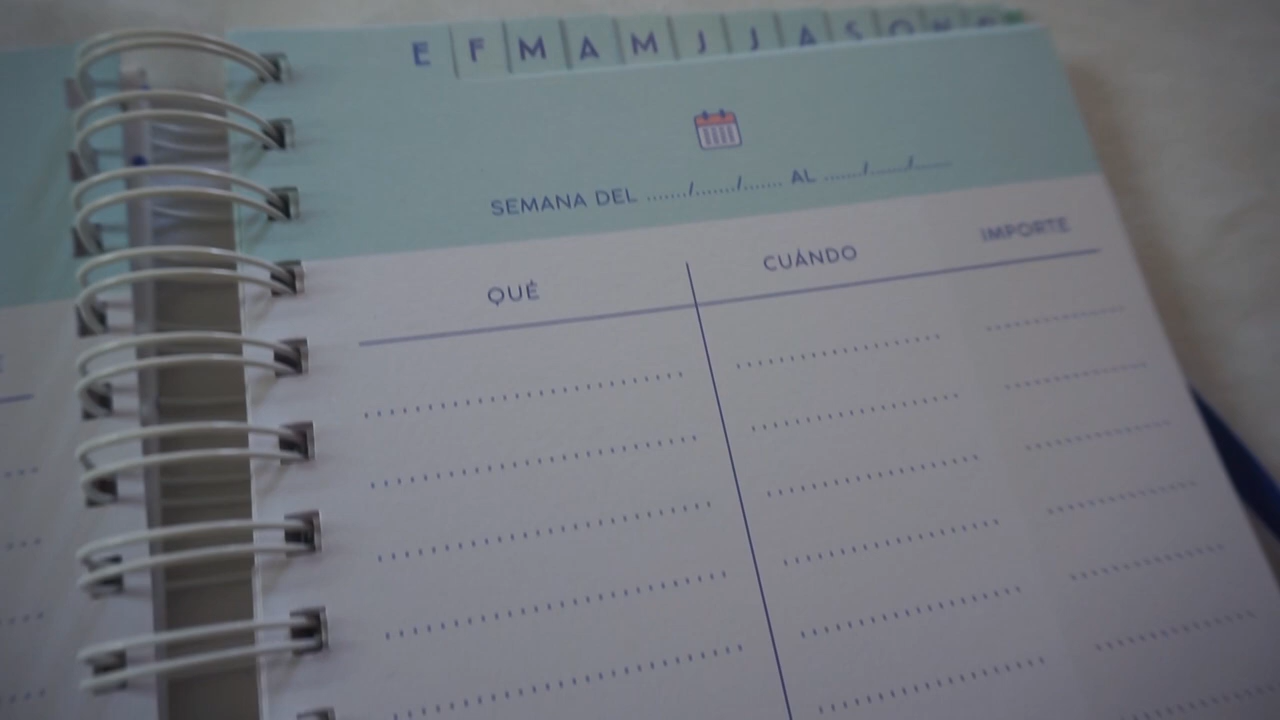 E F M A M J J A S O N
SEMANA DEL ......./......./....... AL ......./......./.......
QUÉ CUÁNDO IMPORTE